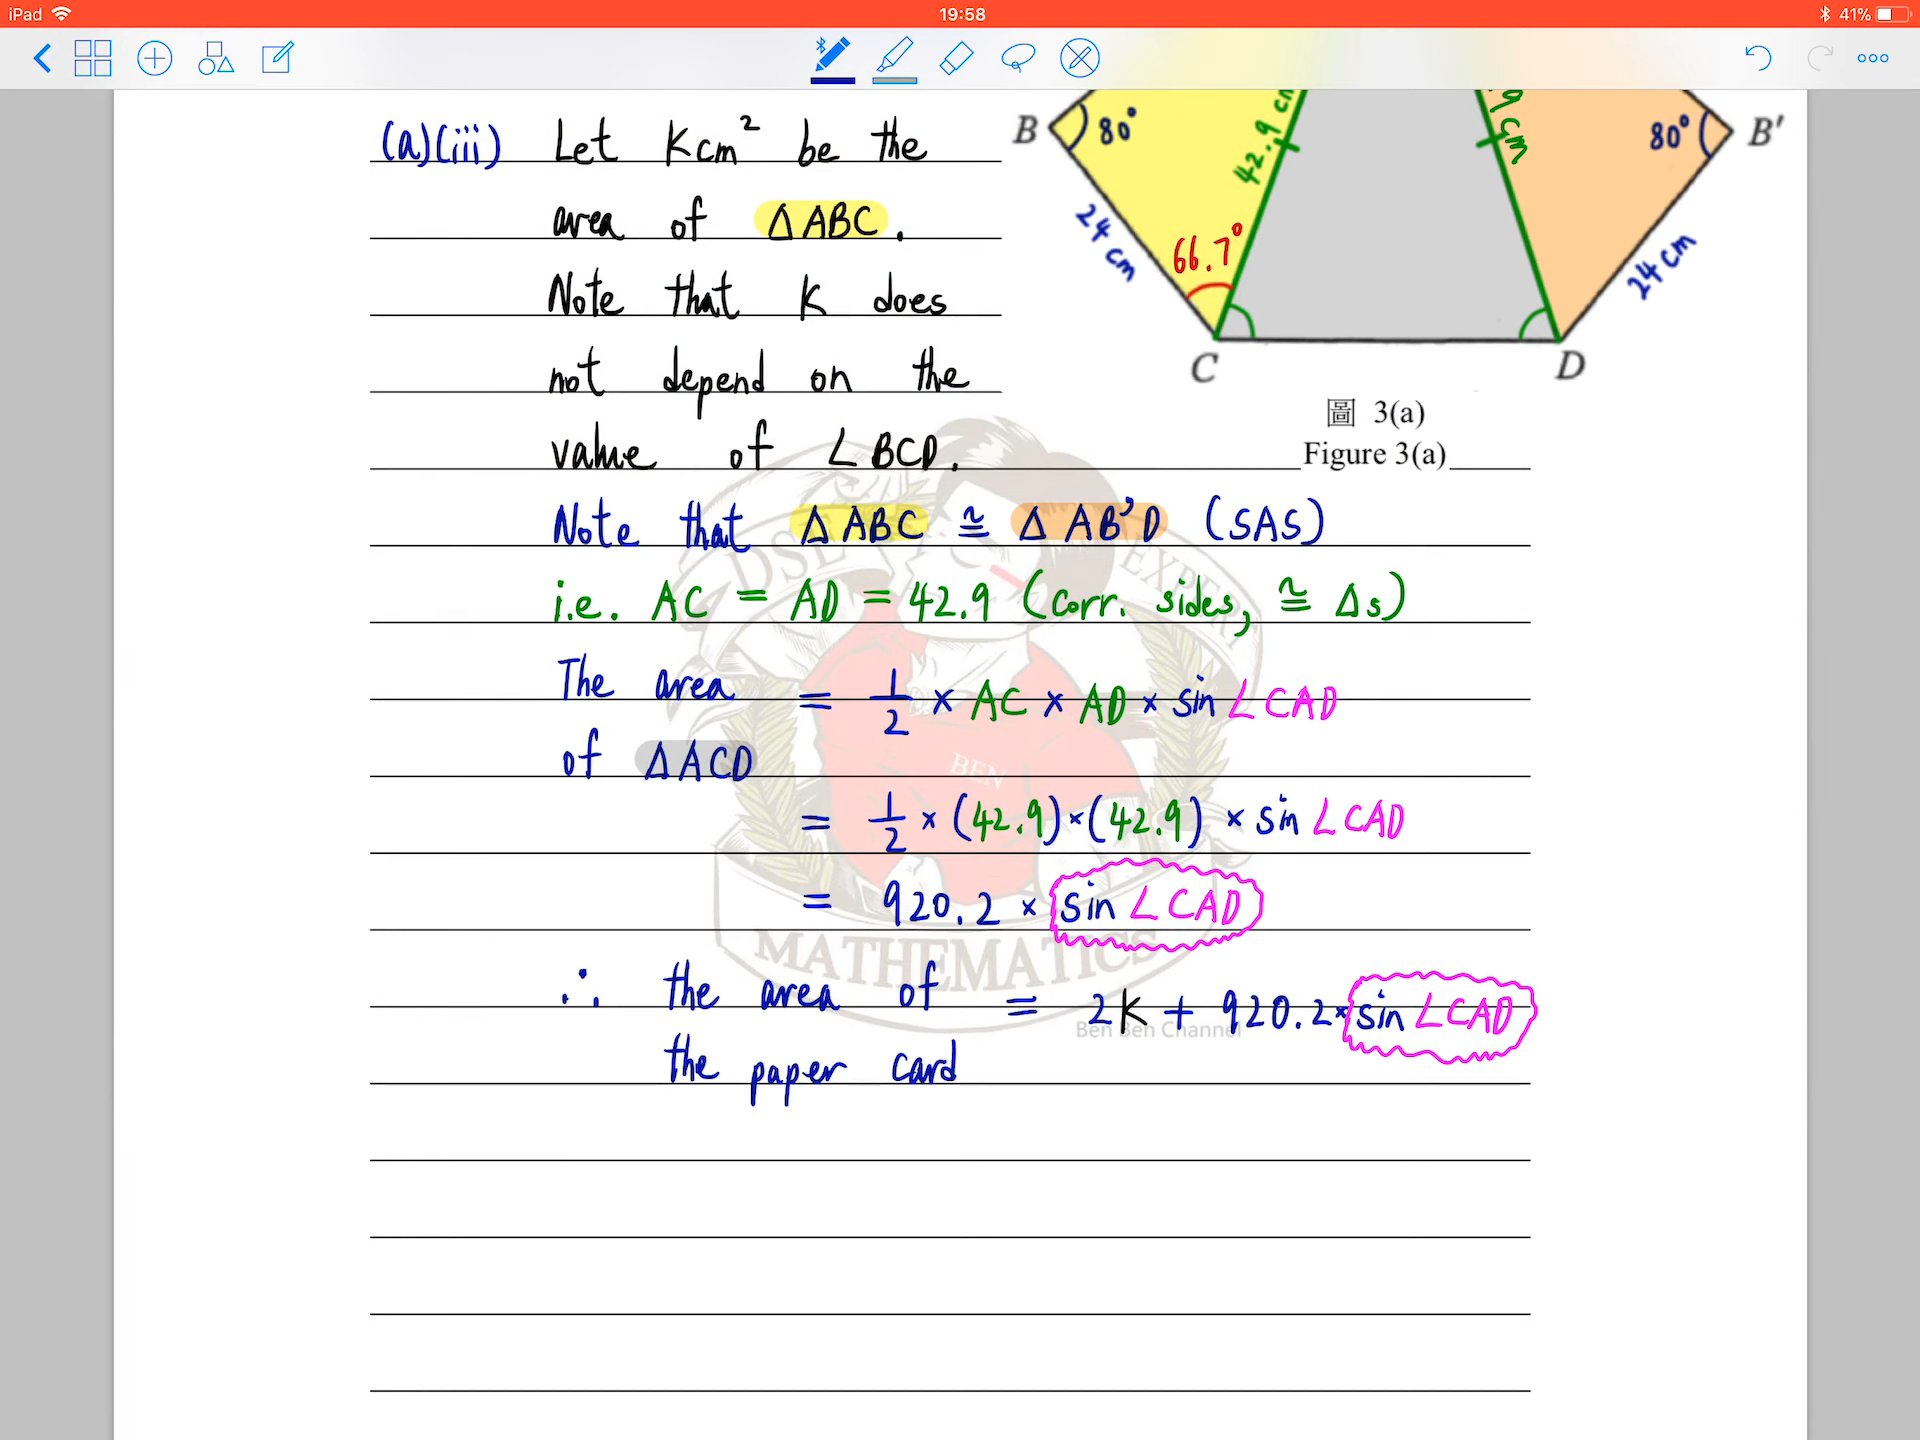 iPad 19:58 41%
(a)(iii) Let K cm² be the
area of ΔABC.
Note that K does
not depend on the
value of ∠BCD.
B 80° 42.9 cm 9 cm 80° B'
24 cm 66.7° 24 cm
C D
圖 3(a)
Figure 3(a)
Note that ΔABC ≅ ΔAB'D (SAS)
i.e. AC = AD = 42.9 (corr. sides, ≅ Δs)
The area = 1/2 × AC × AD × sin ∠CAD
of ΔACD
= 1/2 × (42.9) × (42.9) × sin ∠CAD
= 920.2 × sin ∠CAD
∴ the area of = 2K + 920.2 × sin ∠CAD
the paper card
DSE EXPERT
BEN
MATHEMATICS
Ben Ben Channel